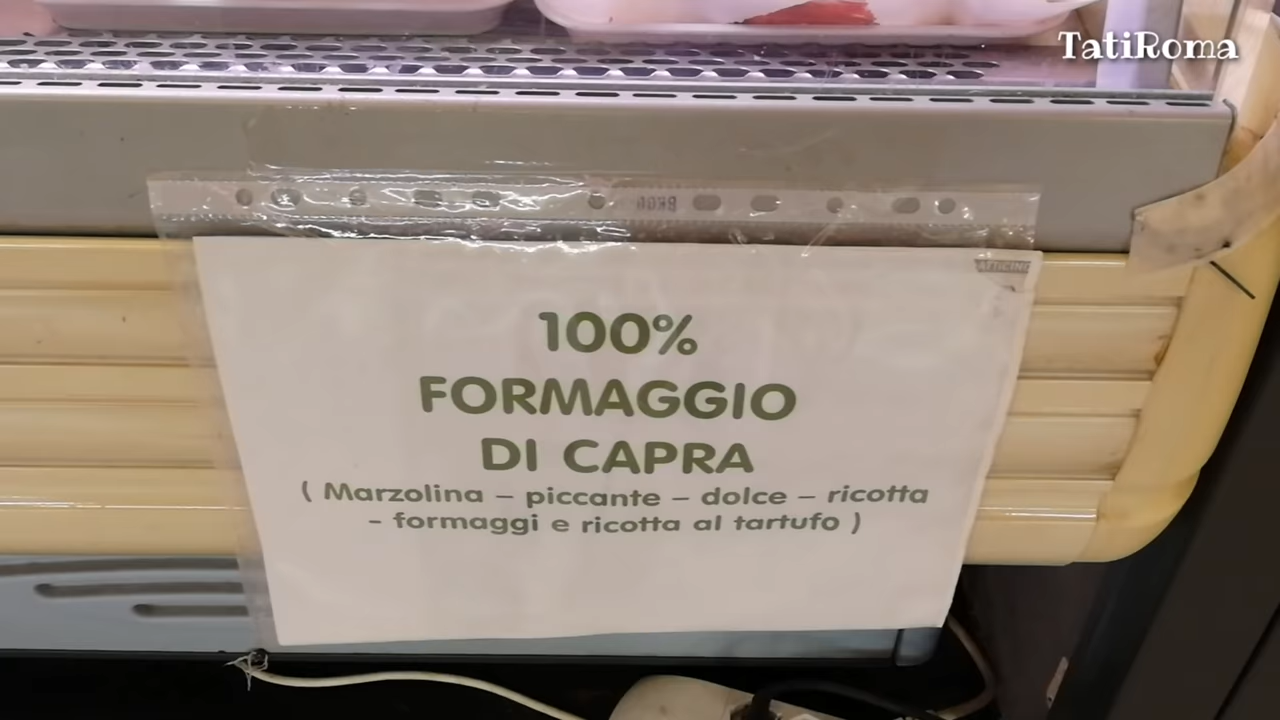 TatiRoma
100%
FORMAGGIO
DI CAPRA
( Marzolina – piccante – dolce – ricotta
- formaggi e ricotta al tartufo )